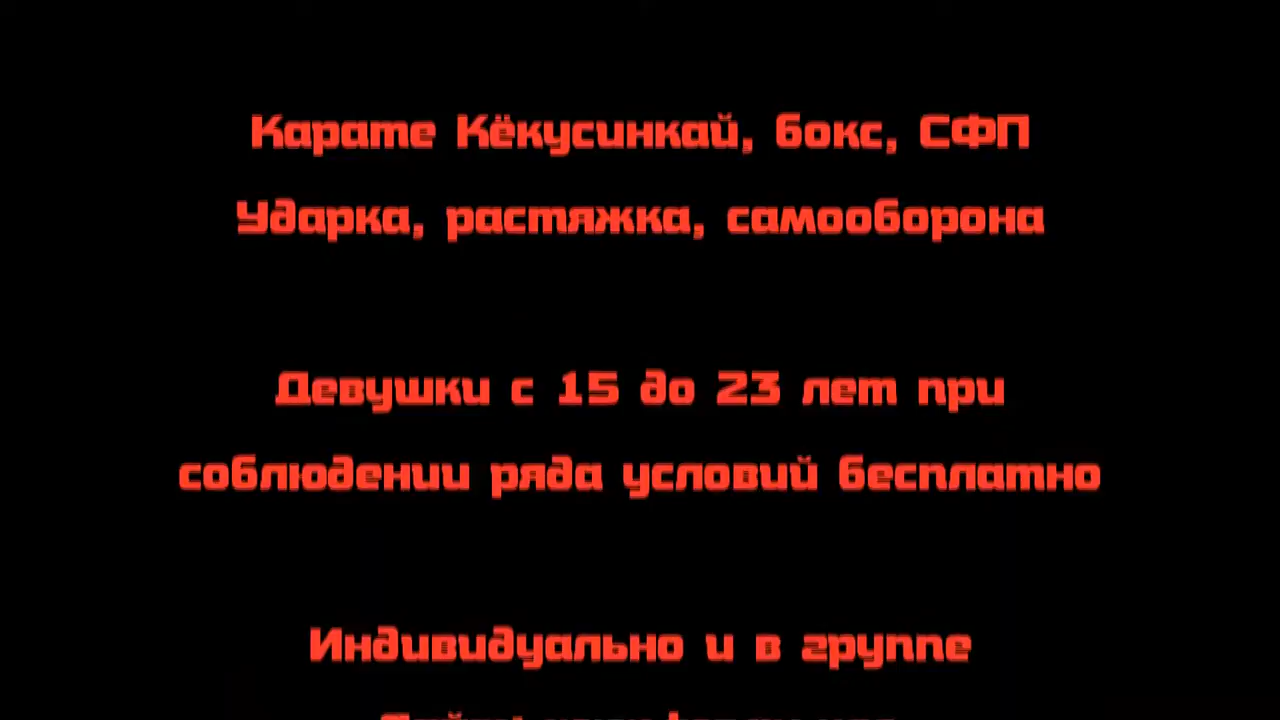 Карате Кёкусинкай, бокс, СФП
Ударка, растяжка, самооборона
Девушки с 15 до 23 лет при
соблюдении ряда условий бесплатно
Индивидуально и в группе